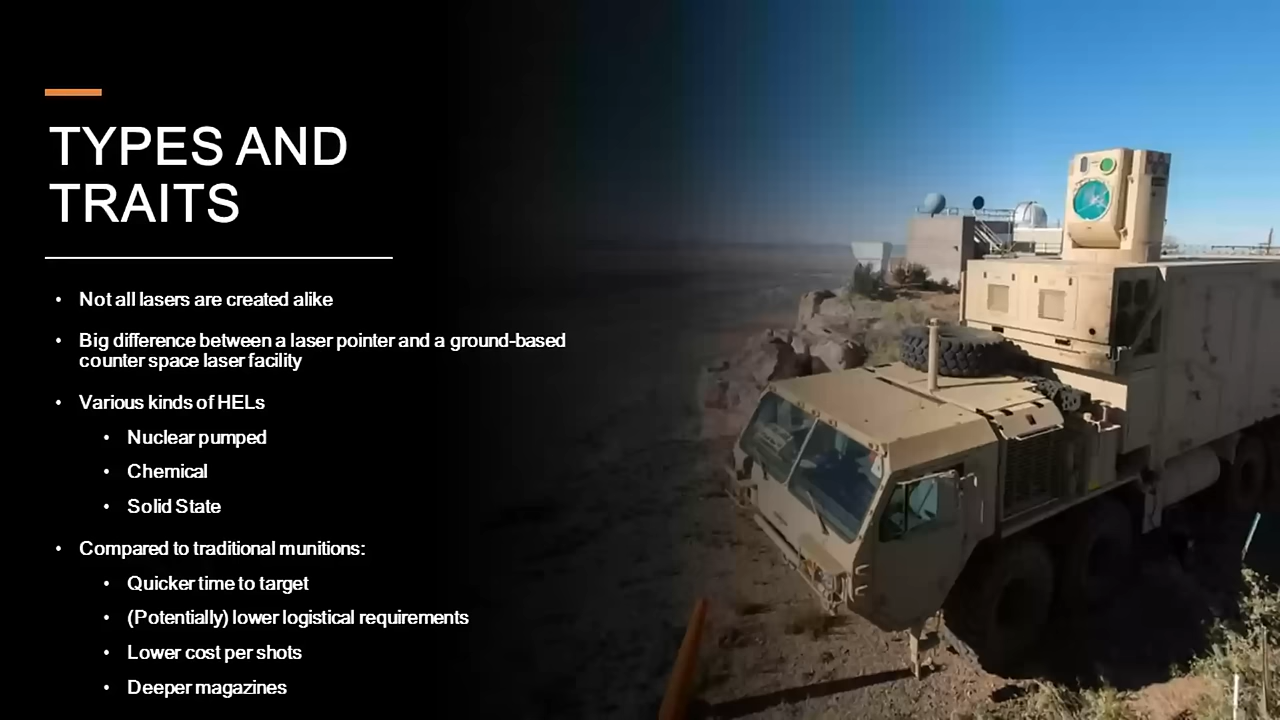 TYPES AND
TRAITS
• Not all lasers are created alike
• Big difference between a laser pointer and a ground-based
counter space laser facility
• Various kinds of HELs
• Nuclear pumped
• Chemical
• Solid State
• Compared to traditional munitions:
• Quicker time to target
• (Potentially) lower logistical requirements
• Lower cost per shots
• Deeper magazines